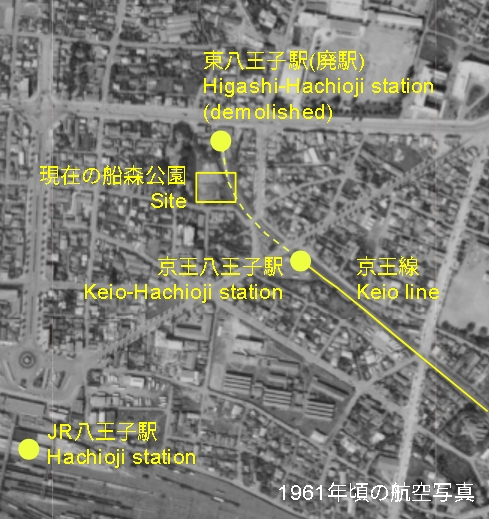 東八王子駅(廃駅)
Higashi-Hachioji station
(demolished)
現在の船森公園
Site
京王八王子駅
Keio-Hachioji station
京王線
Keio line
JR八王子駅
Hachioji station
1961年頃の航空写真